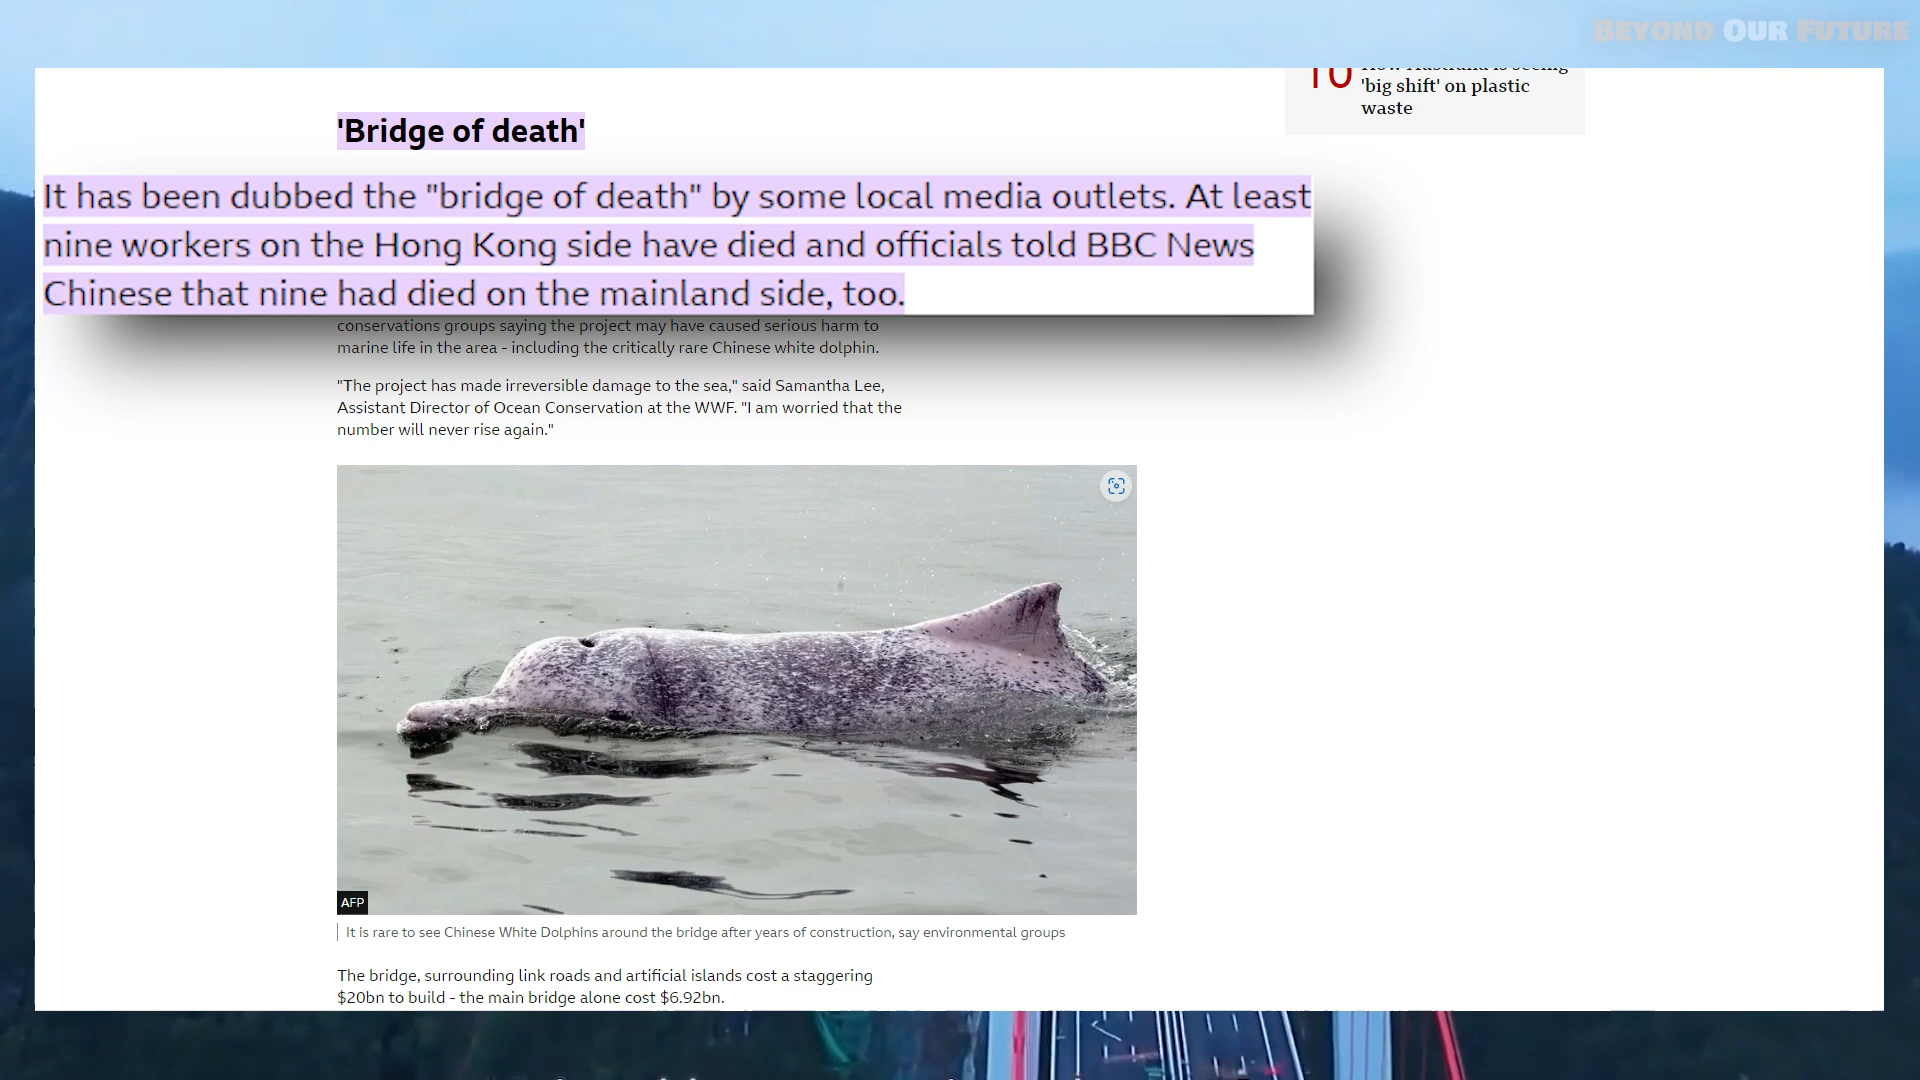 BEYOND OUR FUTURE
10
'big shift' on plastic
waste
'Bridge of death'
It has been dubbed the "bridge of death" by some local media outlets. At least
nine workers on the Hong Kong side have died and officials told BBC News
Chinese that nine had died on the mainland side, too.
conservations groups saying the project may have caused serious harm to
marine life in the area - including the critically rare Chinese white dolphin.
"The project has made irreversible damage to the sea," said Samantha Lee,
Assistant Director of Ocean Conservation at the WWF. "I am worried that the
number will never rise again."
AFP
It is rare to see Chinese White Dolphins around the bridge after years of construction, say environmental groups
The bridge, surrounding link roads and artificial islands cost a staggering
$20bn to build - the main bridge alone cost $6.92bn.